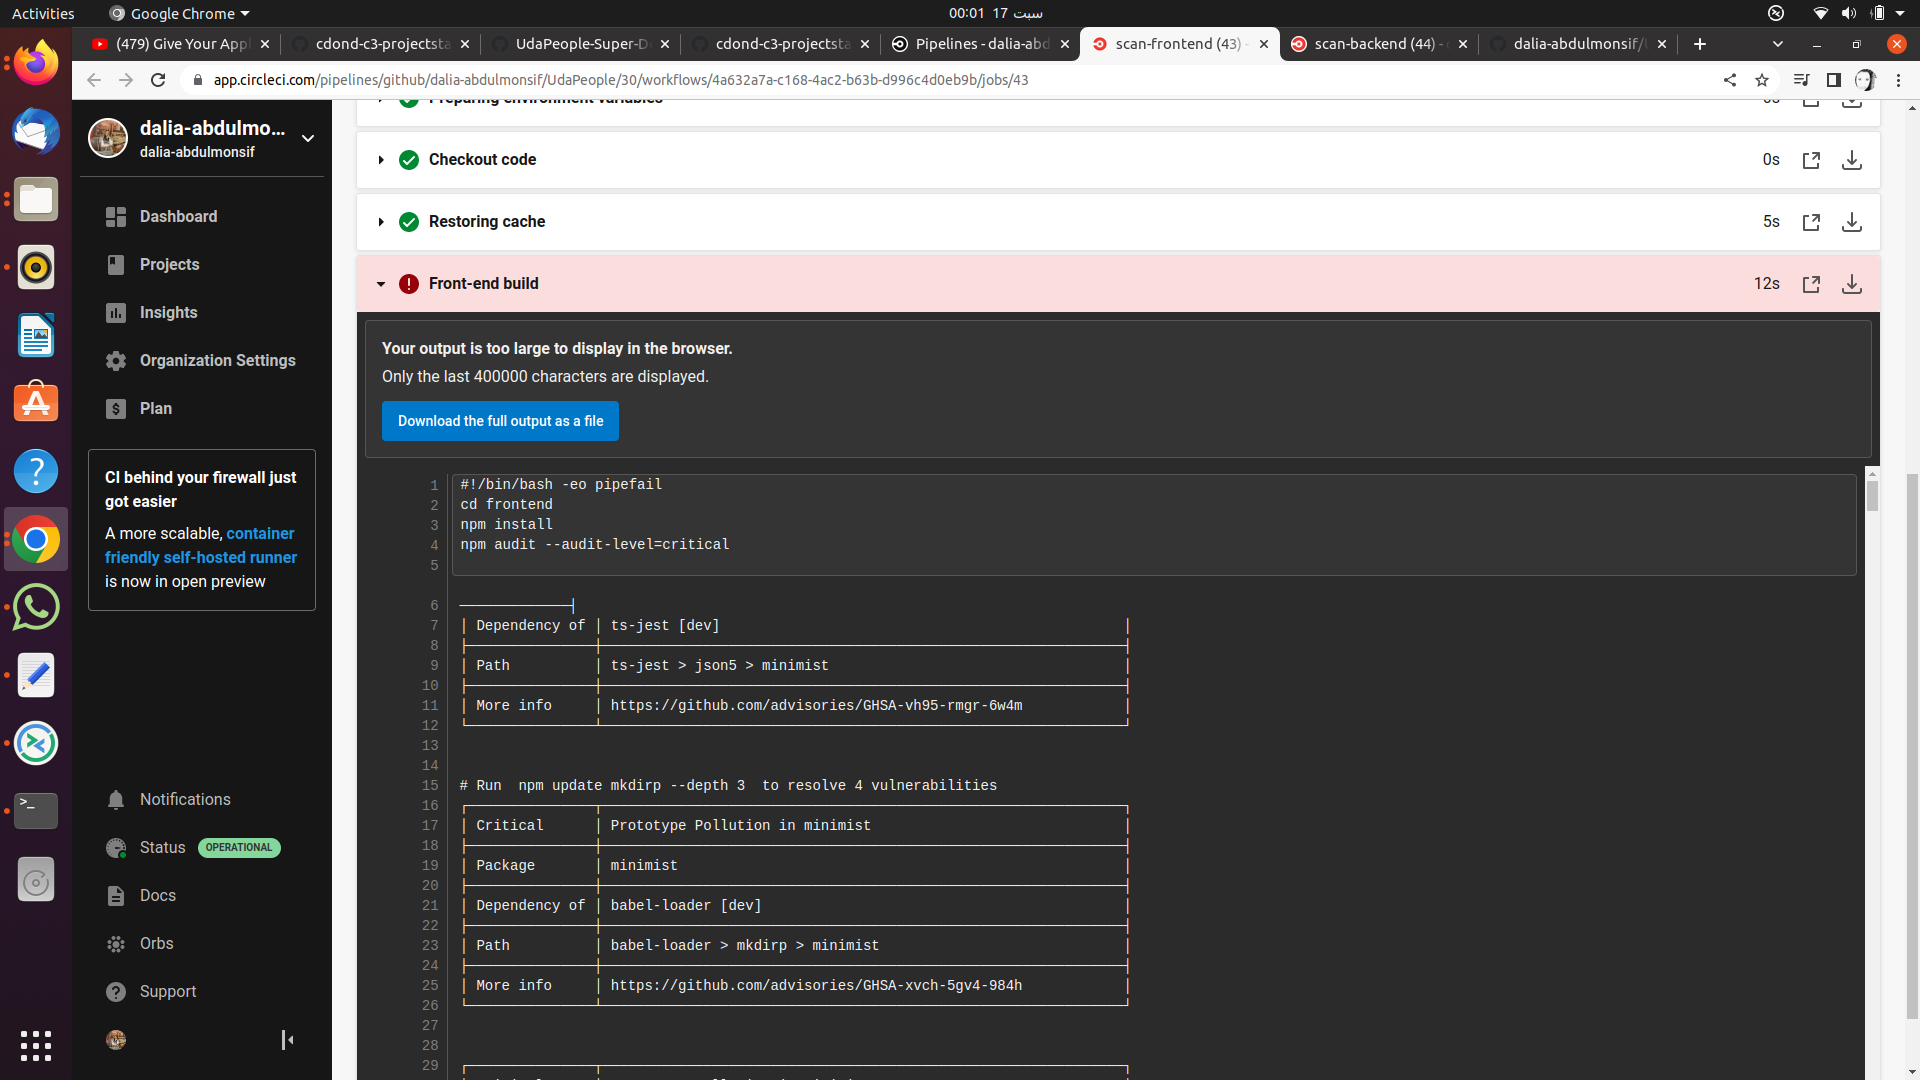 Activities
Google Chrome
00:01 17 سبت
(479) Give Your Appl
cdond-c3-projectsta
UdaPeople-Super-D
cdond-c3-projectsta
Pipelines - dalia-abd
scan-frontend (43) -
scan-backend (44) -
dalia-abdulmonsif/U
app.circleci.com/pipelines/github/dalia-abdulmonsif/UdaPeople/30/workflows/4a632a7a-c168-4ac2-b63b-d996c4d0eb9b/jobs/43
dalia-abdulmo...
dalia-abdulmonsif
Dashboard
Projects
Insights
Organization Settings
Plan
CI behind your firewall just
got easier
A more scalable, container
friendly self-hosted runner
is now in open preview
Notifications
Status OPERATIONAL
Docs
Orbs
Support
Preparing environment variables 0s
Checkout code 0s
Restoring cache 5s
Front-end build 12s
Your output is too large to display in the browser.
Only the last 400000 characters are displayed.
Download the full output as a file
1 #!/bin/bash -eo pipefail
2 cd frontend
3 npm install
4 npm audit --audit-level=critical
5
6
7 │ Dependency of │ ts-jest [dev] │
8
9 │ Path │ ts-jest > json5 > minimist │
10
11 │ More info │ https://github.com/advisories/GHSA-vh95-rmgr-6w4m │
12
13
14
15 # Run  npm update mkdirp --depth 3  to resolve 4 vulnerabilities
16
17 │ Critical │ Prototype Pollution in minimist │
18
19 │ Package │ minimist │
20
21 │ Dependency of │ babel-loader [dev] │
22
23 │ Path │ babel-loader > mkdirp > minimist │
24
25 │ More info │ https://github.com/advisories/GHSA-xvch-5gv4-984h │
26
27
28
29